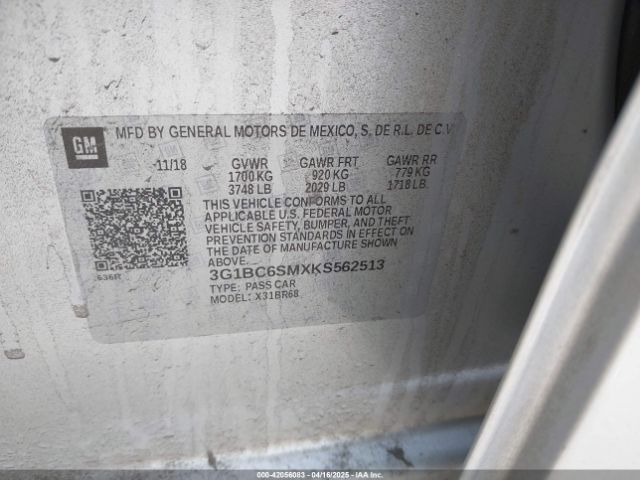 GM
MFD BY GENERAL MOTORS DE MEXICO, S. DE R.L. DE C.V
11/18 GVWR GAWR FRT GAWR RR
1700 KG 920 KG 779 KG
3748 LB 2029 LB 1718 LB
THIS VEHICLE CONFORMS TO ALL
APPLICABLE U.S. FEDERAL MOTOR
VEHICLE SAFETY, BUMPER, AND THEFT
PREVENTION STANDARDS IN EFFECT ON
THE DATE OF MANUFACTURE SHOWN
ABOVE.
3G1BC6SMXKS562513
TYPE: PASS CAR
MODEL: X31BR68
636R
000-42056083 - 04/16/2025 - IAAI, Inc.